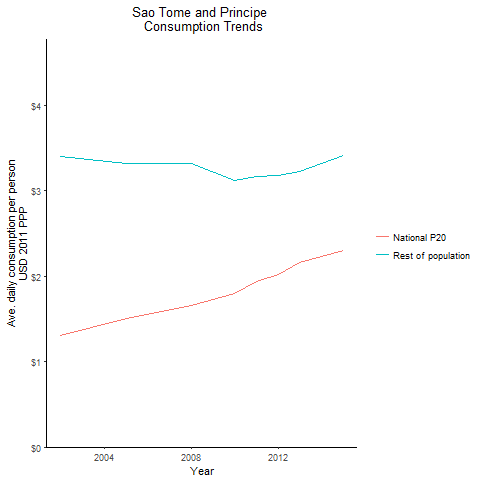 Sao Tome and Principe
Consumption Trends
Ave. daily consumption per person
USD 2011 PPP
$4
$3
$2
$1
$0
2004 2008 2012
Year
National P20
Rest of population